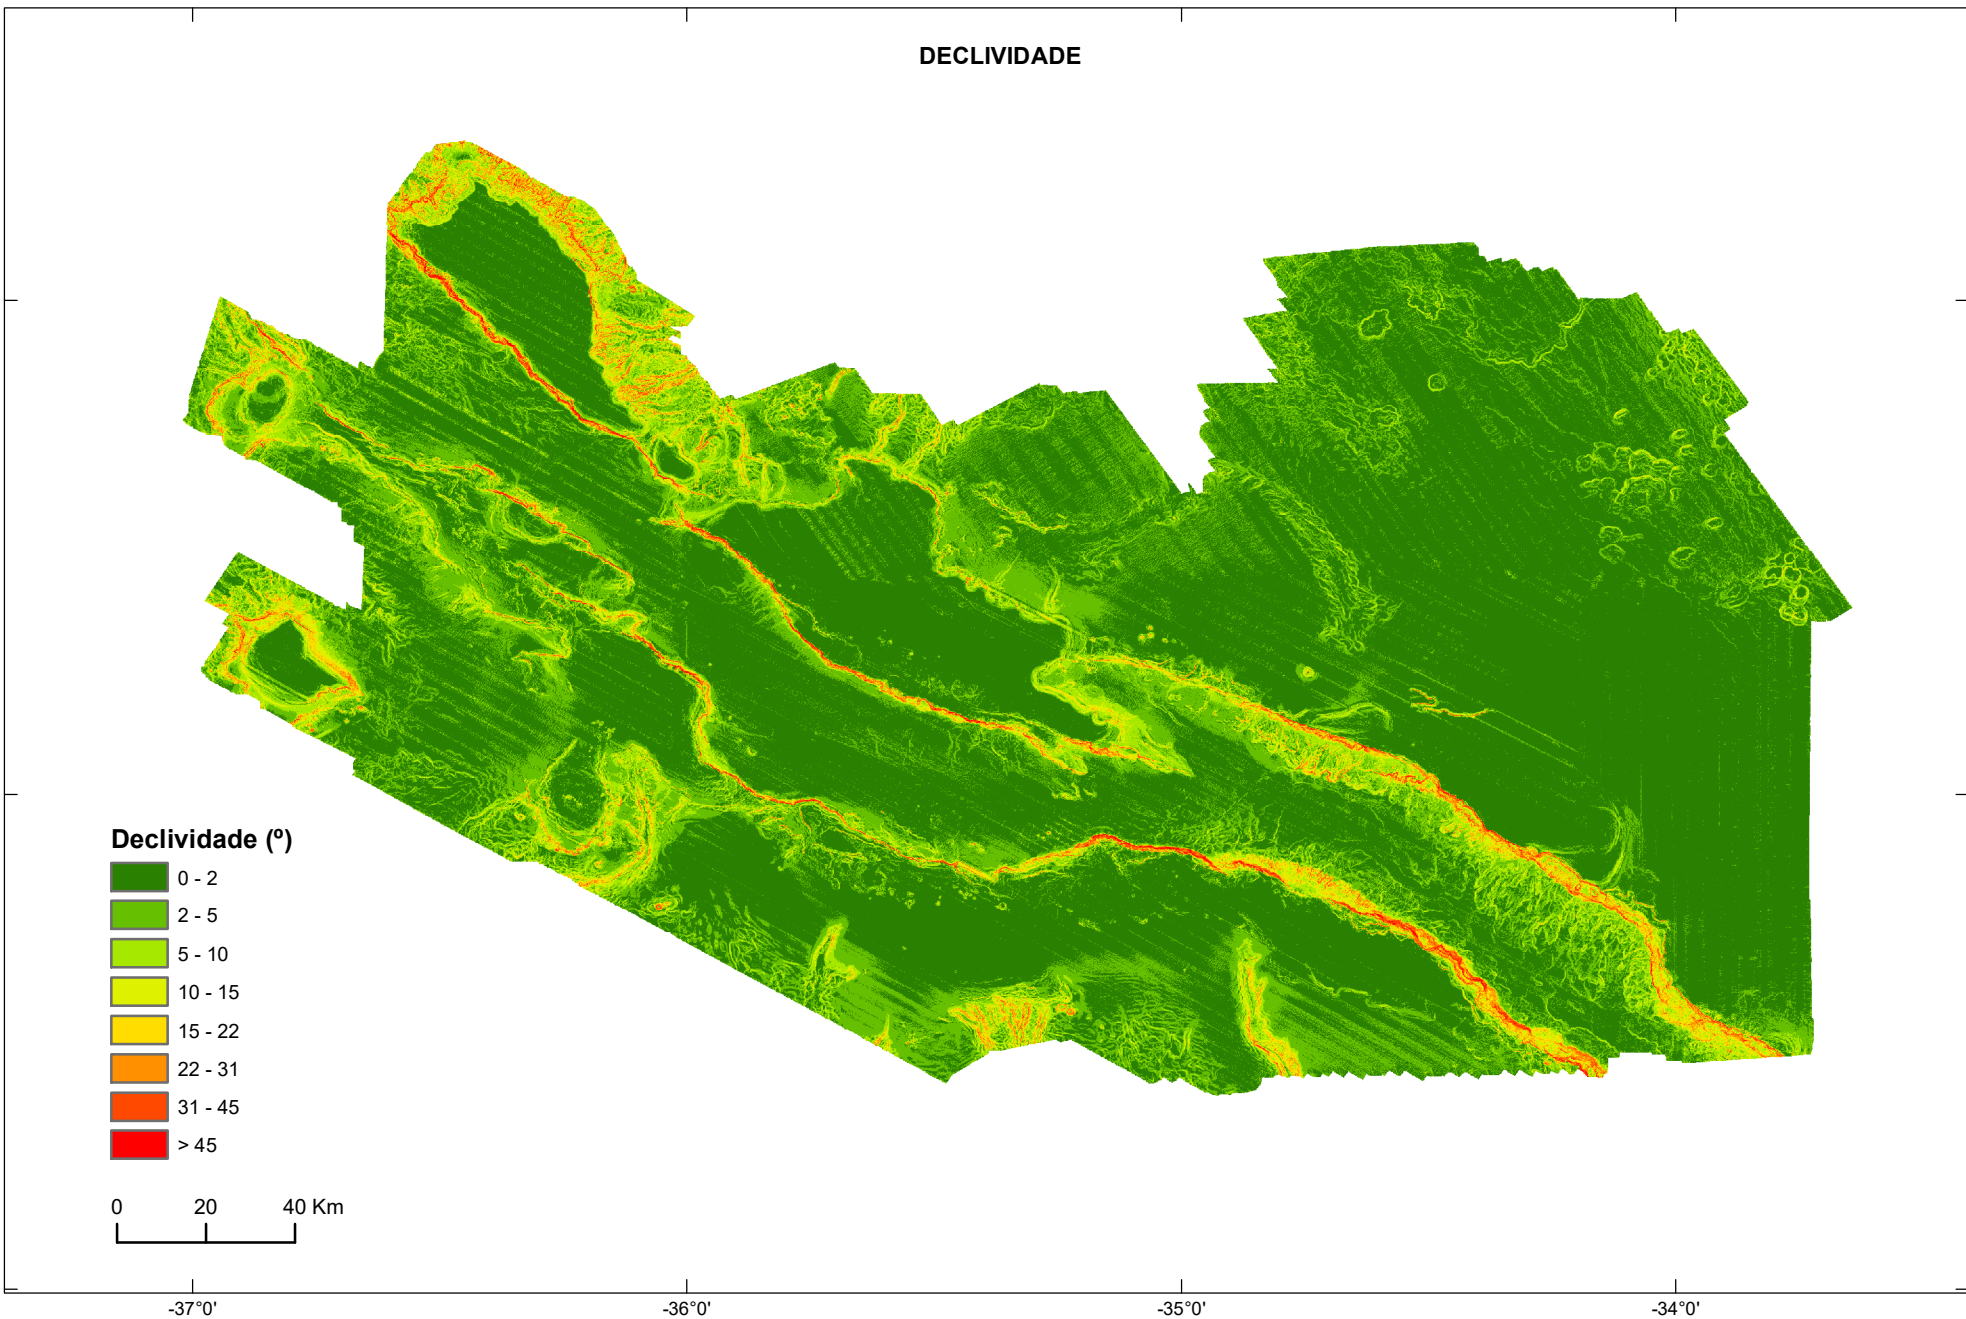 DECLIVIDADE
Declividade (º)
0 - 2
2 - 5
5 - 10
10 - 15
15 - 22
22 - 31
31 - 45
> 45
0 20 40 Km
-37°0' -36°0' -35°0' -34°0'